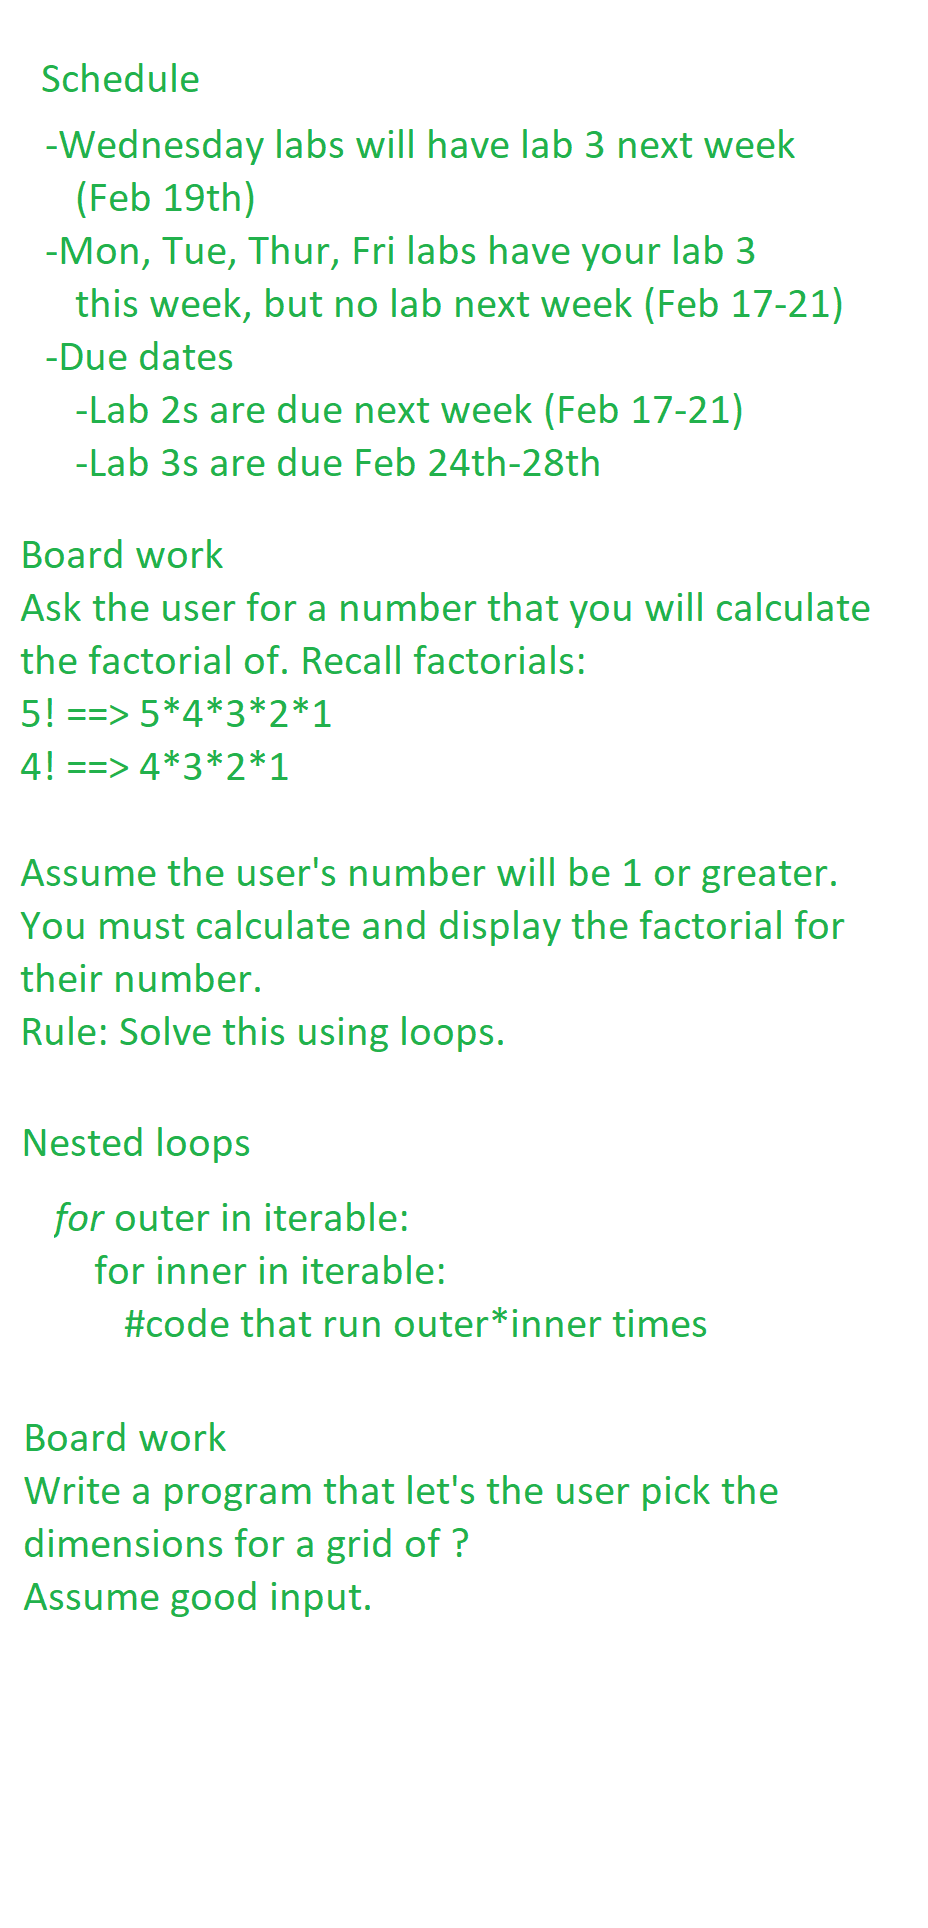 Schedule
-Wednesday labs will have lab 3 next week
(Feb 19th)
-Mon, Tue, Thur, Fri labs have your lab 3
this week, but no lab next week (Feb 17-21)
-Due dates
-Lab 2s are due next week (Feb 17-21)
-Lab 3s are due Feb 24th-28th
Board work
Ask the user for a number that you will calculate
the factorial of. Recall factorials:
5! ==> 5*4*3*2*1
4! ==> 4*3*2*1
Assume the user's number will be 1 or greater.
You must calculate and display the factorial for
their number.
Rule: Solve this using loops.
Nested loops
for outer in iterable:
for inner in iterable:
#code that run outer*inner times
Board work
Write a program that let's the user pick the
dimensions for a grid of ?
Assume good input.